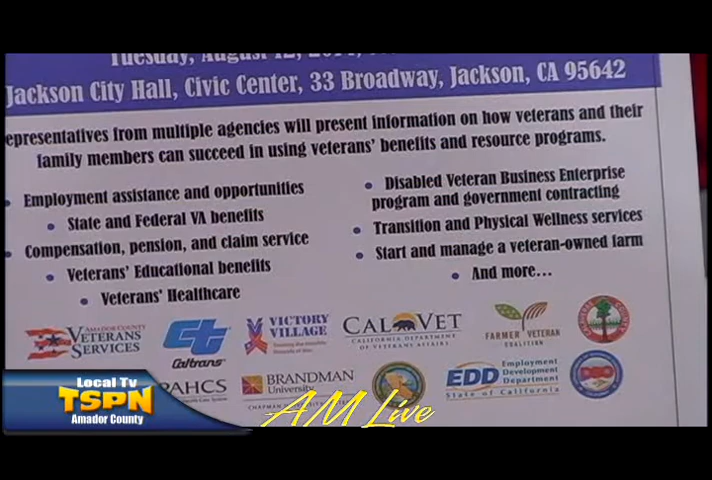 Tuesday, August 12,
Jackson City Hall, Civic Center, 33 Broadway, Jackson, CA 95642
epresentatives from multiple agencies will present information on how veterans and their
family members can succeed in using veterans' benefits and resource programs.
• Employment assistance and opportunities
• State and Federal VA benefits
• Compensation, pension, and claim service
• Veterans' Educational benefits
• Veterans' Healthcare
• Disabled Veteran Business Enterprise
program and government contracting
• Transition and Physical Wellness services
• Start and manage a veteran-owned farm
• And more...
AMADOR COUNTY
VETERANS
SERVICES
ct
Caltrans
VICTORY
VILLAGE
CALVET
CALIFORNIA DEPARTMENT
OF VETERANS AFFAIRS
FARMER VETERAN
COALITION
PAHCS
BRANDMAN
University
EDD
Employment
Development
Department
State of California
Local Tv
TSPN
Amador County
AM Live